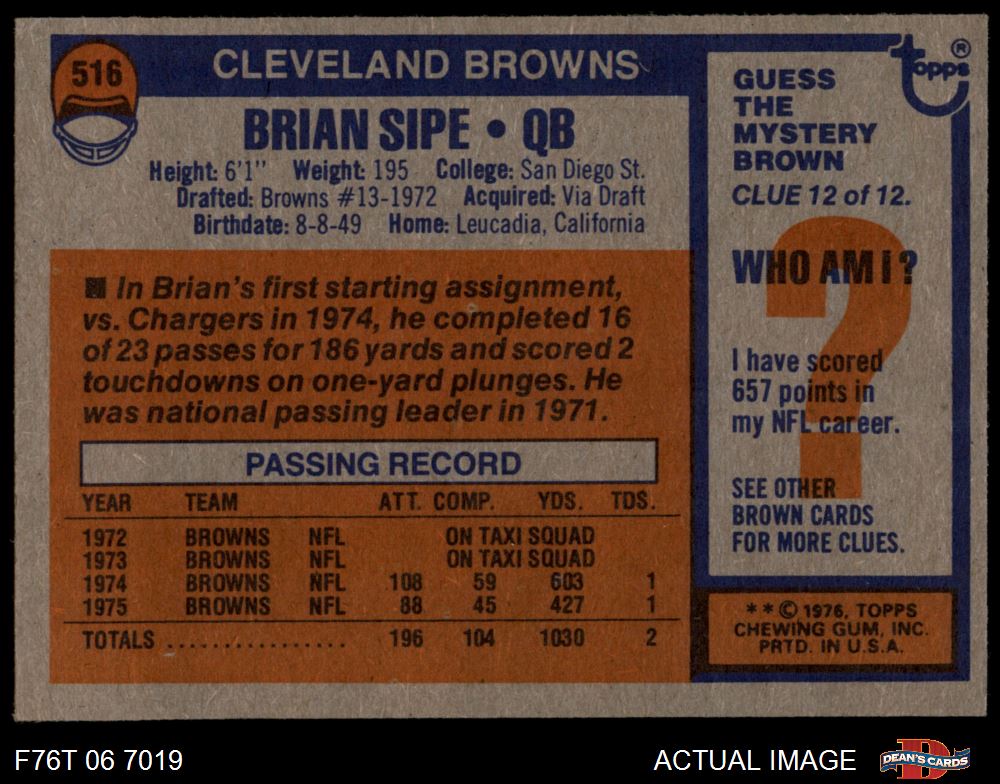 516
CLEVELAND BROWNS
BRIAN SIPE • QB
Height: 6'1" Weight: 195 College: San Diego St.
Drafted: Browns #13-1972 Acquired: Via Draft
Birthdate: 8-8-49 Home: Leucadia, California
■ In Brian's first starting assignment,
vs. Chargers in 1974, he completed 16
of 23 passes for 186 yards and scored 2
touchdowns on one-yard plunges. He
was national passing leader in 1971.
PASSING RECORD
YEAR TEAM ATT. COMP. YDS. TDS.
1972 BROWNS NFL ON TAXI SQUAD
1973 BROWNS NFL ON TAXI SQUAD
1974 BROWNS NFL 108 59 603 1
1975 BROWNS NFL 88 45 427 1
TOTALS ................ 196 104 1030 2
topps ®
GUESS
THE
MYSTERY
BROWN
CLUE 12 of 12.
WHO AM I?
?
I have scored
657 points in
my NFL career.
SEE OTHER
BROWN CARDS
FOR MORE CLUES.
* * © 1976, TOPPS
CHEWING GUM, INC.
PRTD. IN U.S.A.
F76T 06 7019
ACTUAL IMAGE
DEAN'S CARDS